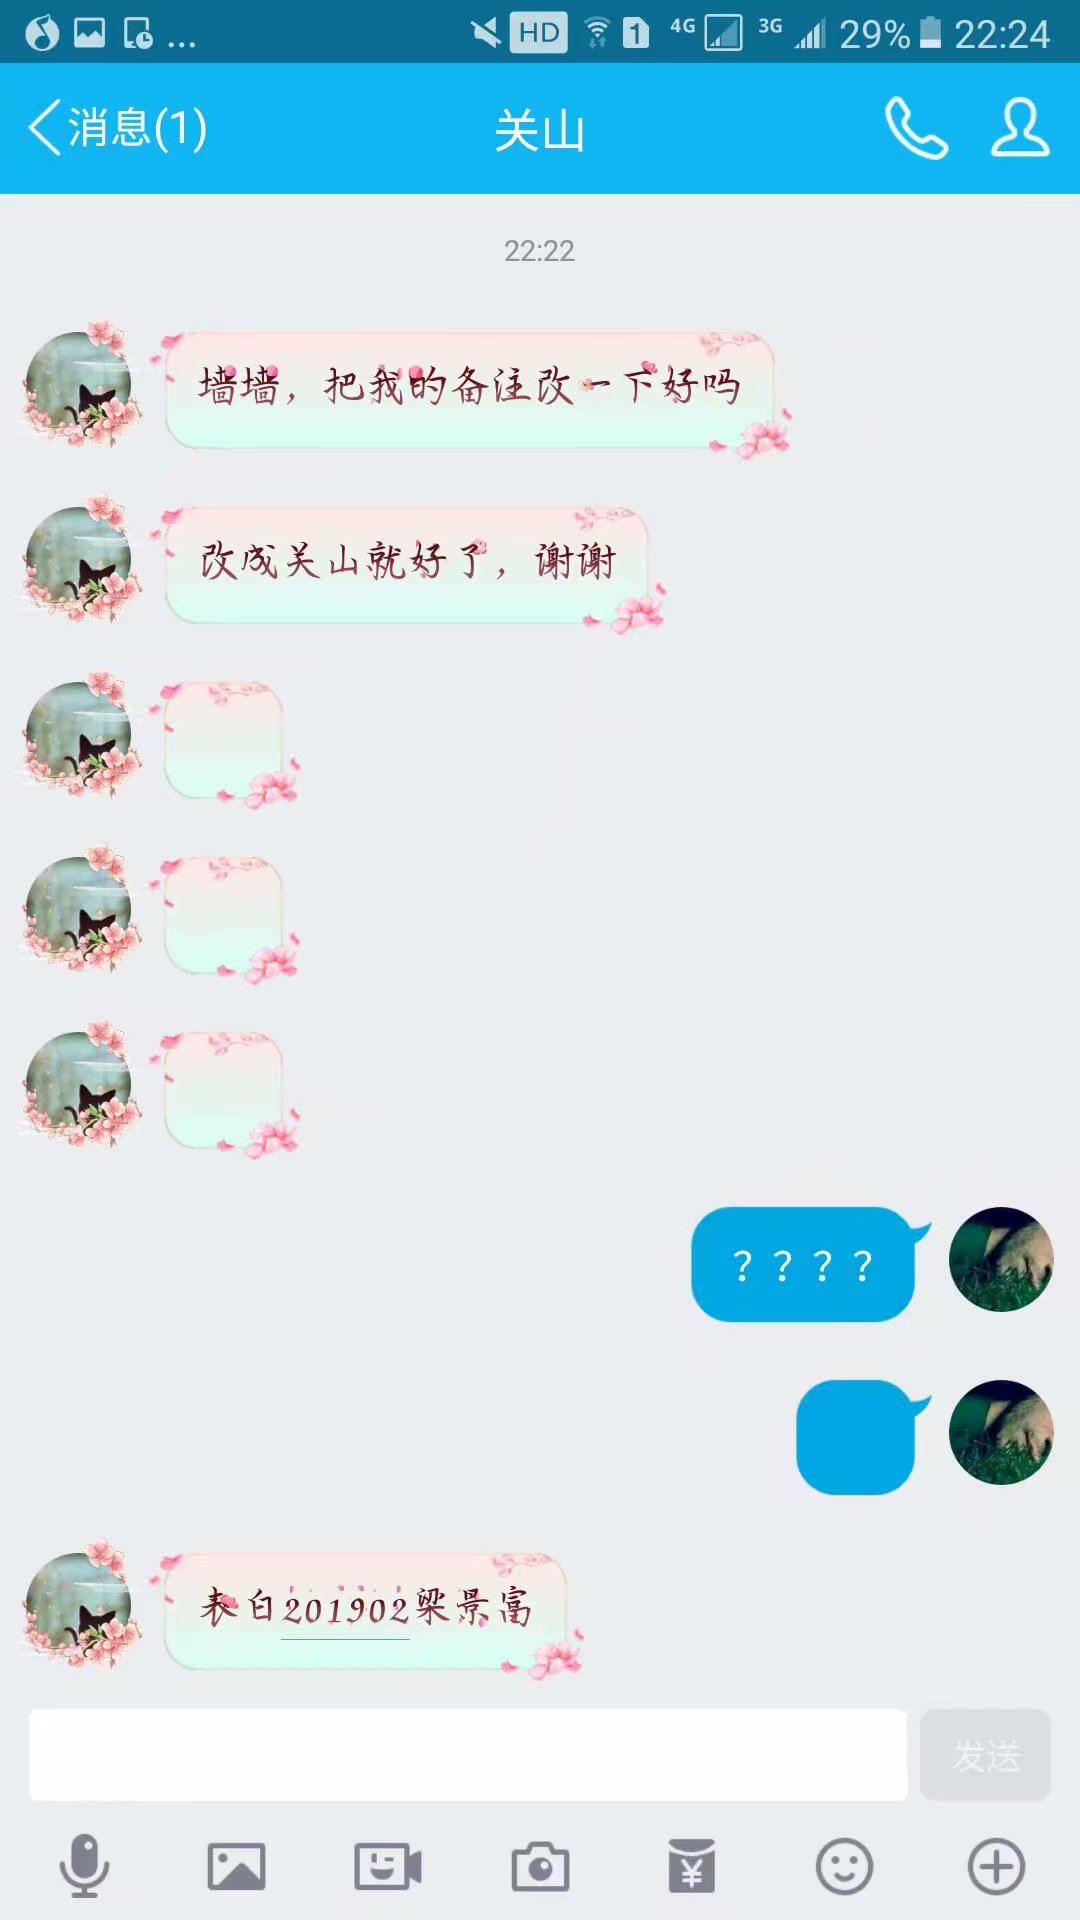 ... HD 1 4G 3G 29% 22:24
消息(1) 关山
22:22
墙墙，把我的备注改一下好吗
改成关山就好了，谢谢
？？？？
表白201902梁景富
发送